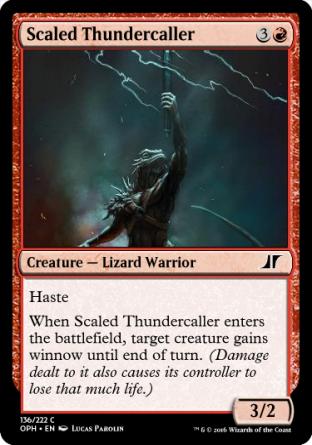 Scaled Thundercaller 3
Creature — Lizard Warrior
Haste
When Scaled Thundercaller enters
the battlefield, target creature gains
winnow until end of turn. (Damage
dealt to it also causes its controller to
lose that much life.)
3/2
136/222 C
OPH • EN LUCAS PAROLIN
™ & © 2016 Wizards of the Coast